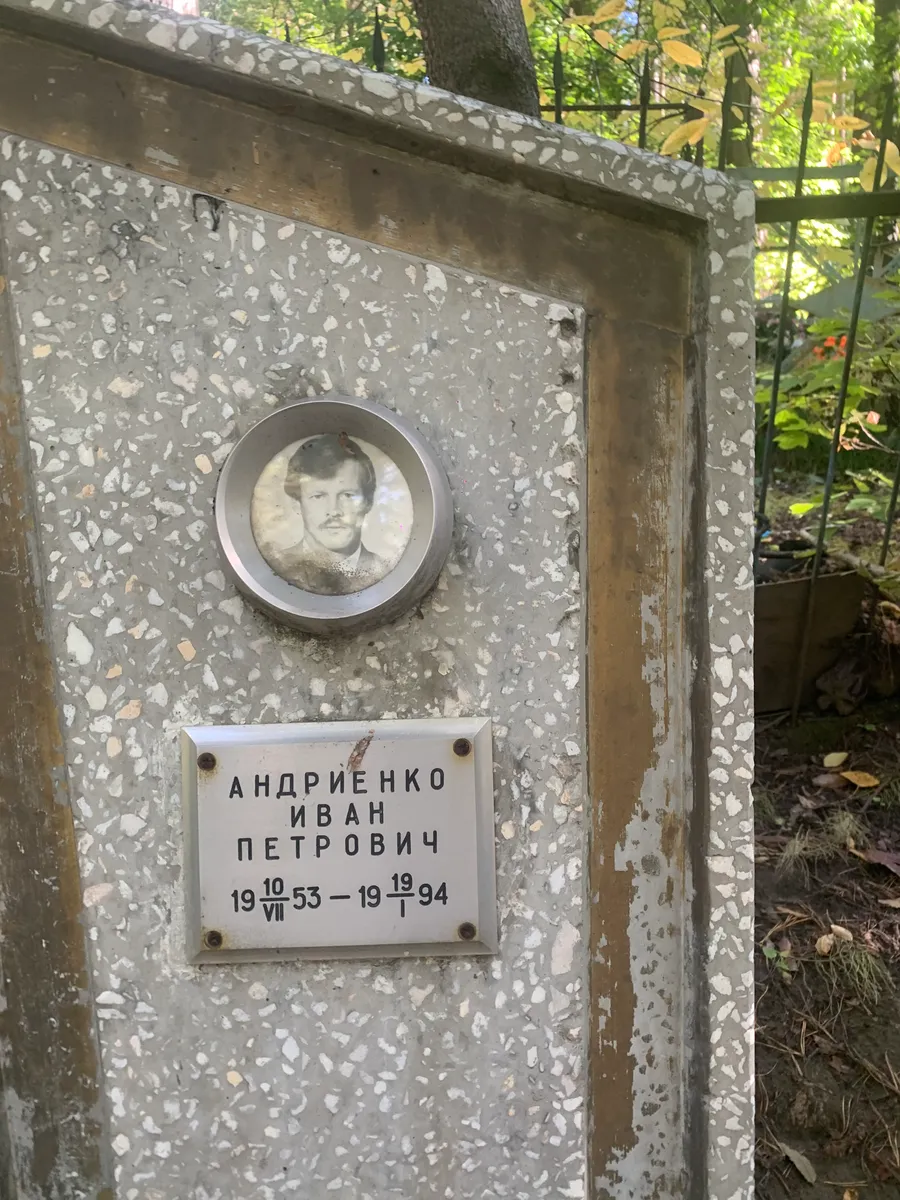 АНДРИЕНКО
ИВАН
ПЕТРОВИЧ
19 10/VII 53 — 19 19/I 94